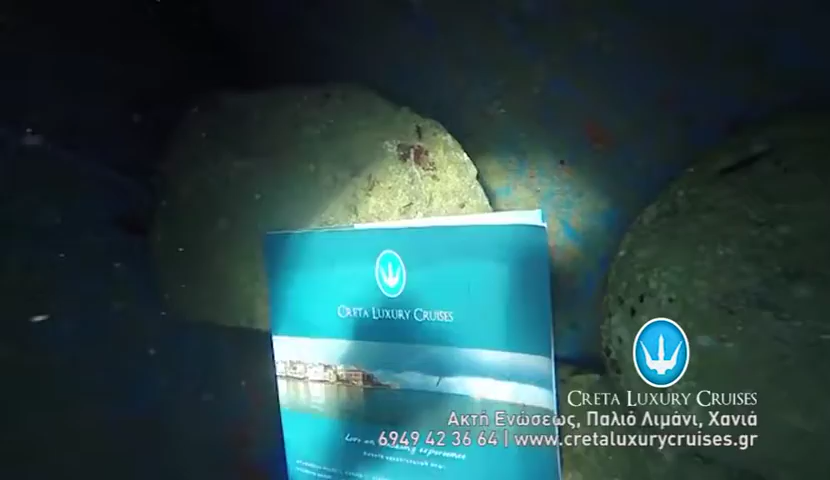 CRETA LUXURY CRUISES
CRETA LUXURY CRUISES
Ακτή Ενώσεως, Παλιό Λιμάνι, Χανιά
6949 42 36 64 | www.cretaluxurycruises.gr